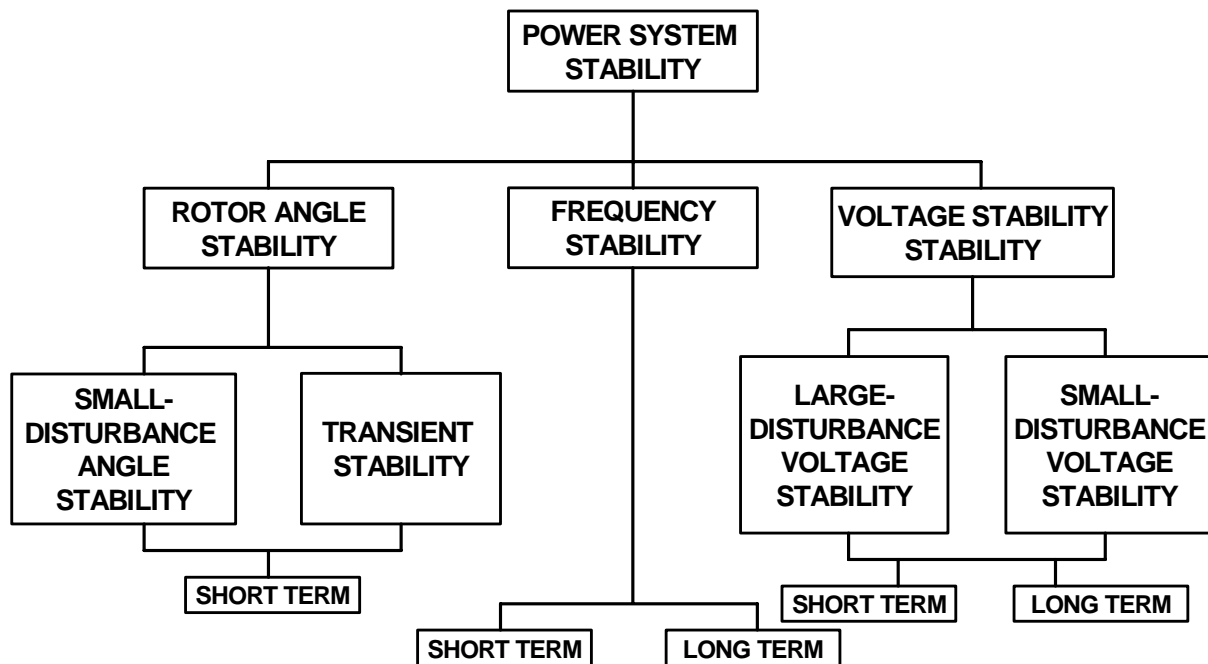 POWER SYSTEM
STABILITY
ROTOR ANGLE
STABILITY
FREQUENCY
STABILITY
VOLTAGE STABILITY
STABILITY
SMALL-
DISTURBANCE
ANGLE
STABILITY
TRANSIENT
STABILITY
LARGE-
DISTURBANCE
VOLTAGE
STABILITY
SMALL-
DISTURBANCE
VOLTAGE
STABILITY
SHORT TERM
SHORT TERM
LONG TERM
SHORT TERM
LONG TERM